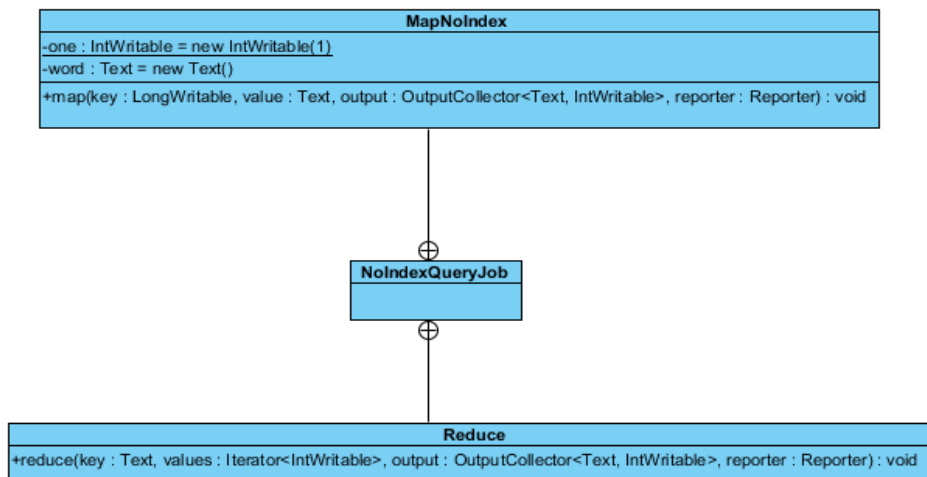 MapNoIndex
-one : IntWritable = new IntWritable(1)
-word : Text = new Text()
+map(key : LongWritable, value : Text, output : OutputCollector<Text, IntWritable>, reporter : Reporter) : void
NoIndexQueryJob
Reduce
+reduce(key : Text, values : Iterator<IntWritable>, output : OutputCollector<Text, IntWritable>, reporter : Reporter) : void